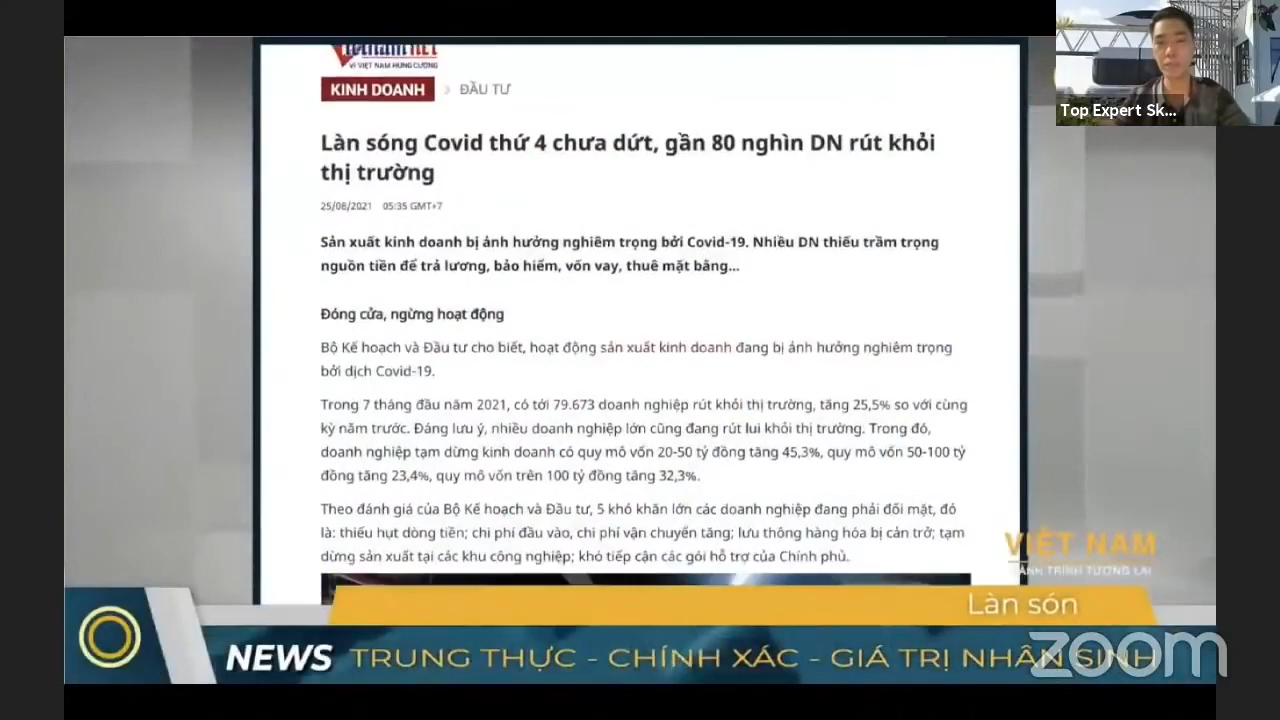 Vietnamnet
VÌ VIỆT NAM HÙNG CƯỜNG
KINH DOANH › ĐẦU TƯ
Top Expert Sk...
Làn sóng Covid thứ 4 chưa dứt, gần 80 nghìn DN rút khỏi
thị trường
25/08/2021 05:35 GMT+7
Sản xuất kinh doanh bị ảnh hưởng nghiêm trọng bởi Covid-19. Nhiều DN thiếu trầm trọng
nguồn tiền để trả lương, bảo hiểm, vốn vay, thuê mặt bằng...
Đóng cửa, ngừng hoạt động
Bộ Kế hoạch và Đầu tư cho biết, hoạt động sản xuất kinh doanh đang bị ảnh hưởng nghiêm trọng
bởi dịch Covid-19.
Trong 7 tháng đầu năm 2021, có tới 79.673 doanh nghiệp rút khỏi thị trường, tăng 25,5% so với cùng
kỳ năm trước. Đáng lưu ý, nhiều doanh nghiệp lớn cũng đang rút lui khỏi thị trường. Trong đó,
doanh nghiệp tạm dừng kinh doanh có quy mô vốn 20-50 tỷ đồng tăng 45,3%, quy mô vốn 50-100 tỷ
đồng tăng 23,4%, quy mô vốn trên 100 tỷ đồng tăng 32,3%.
Theo đánh giá của Bộ Kế hoạch và Đầu tư, 5 khó khăn lớn các doanh nghiệp đang phải đối mặt, đó
là: thiếu hụt dòng tiền; chi phí đầu vào, chi phí vận chuyển tăng; lưu thông hàng hóa bị cản trở; tạm
dừng sản xuất tại các khu công nghiệp; khó tiếp cận các gói hỗ trợ của Chính phủ.
VIỆT NAM
HÀNH TRÌNH TƯƠNG LAI
Làn són
NEWS TRUNG THỰC - CHÍNH XÁC - GIÁ TRỊ NHÂN SINH
zoom